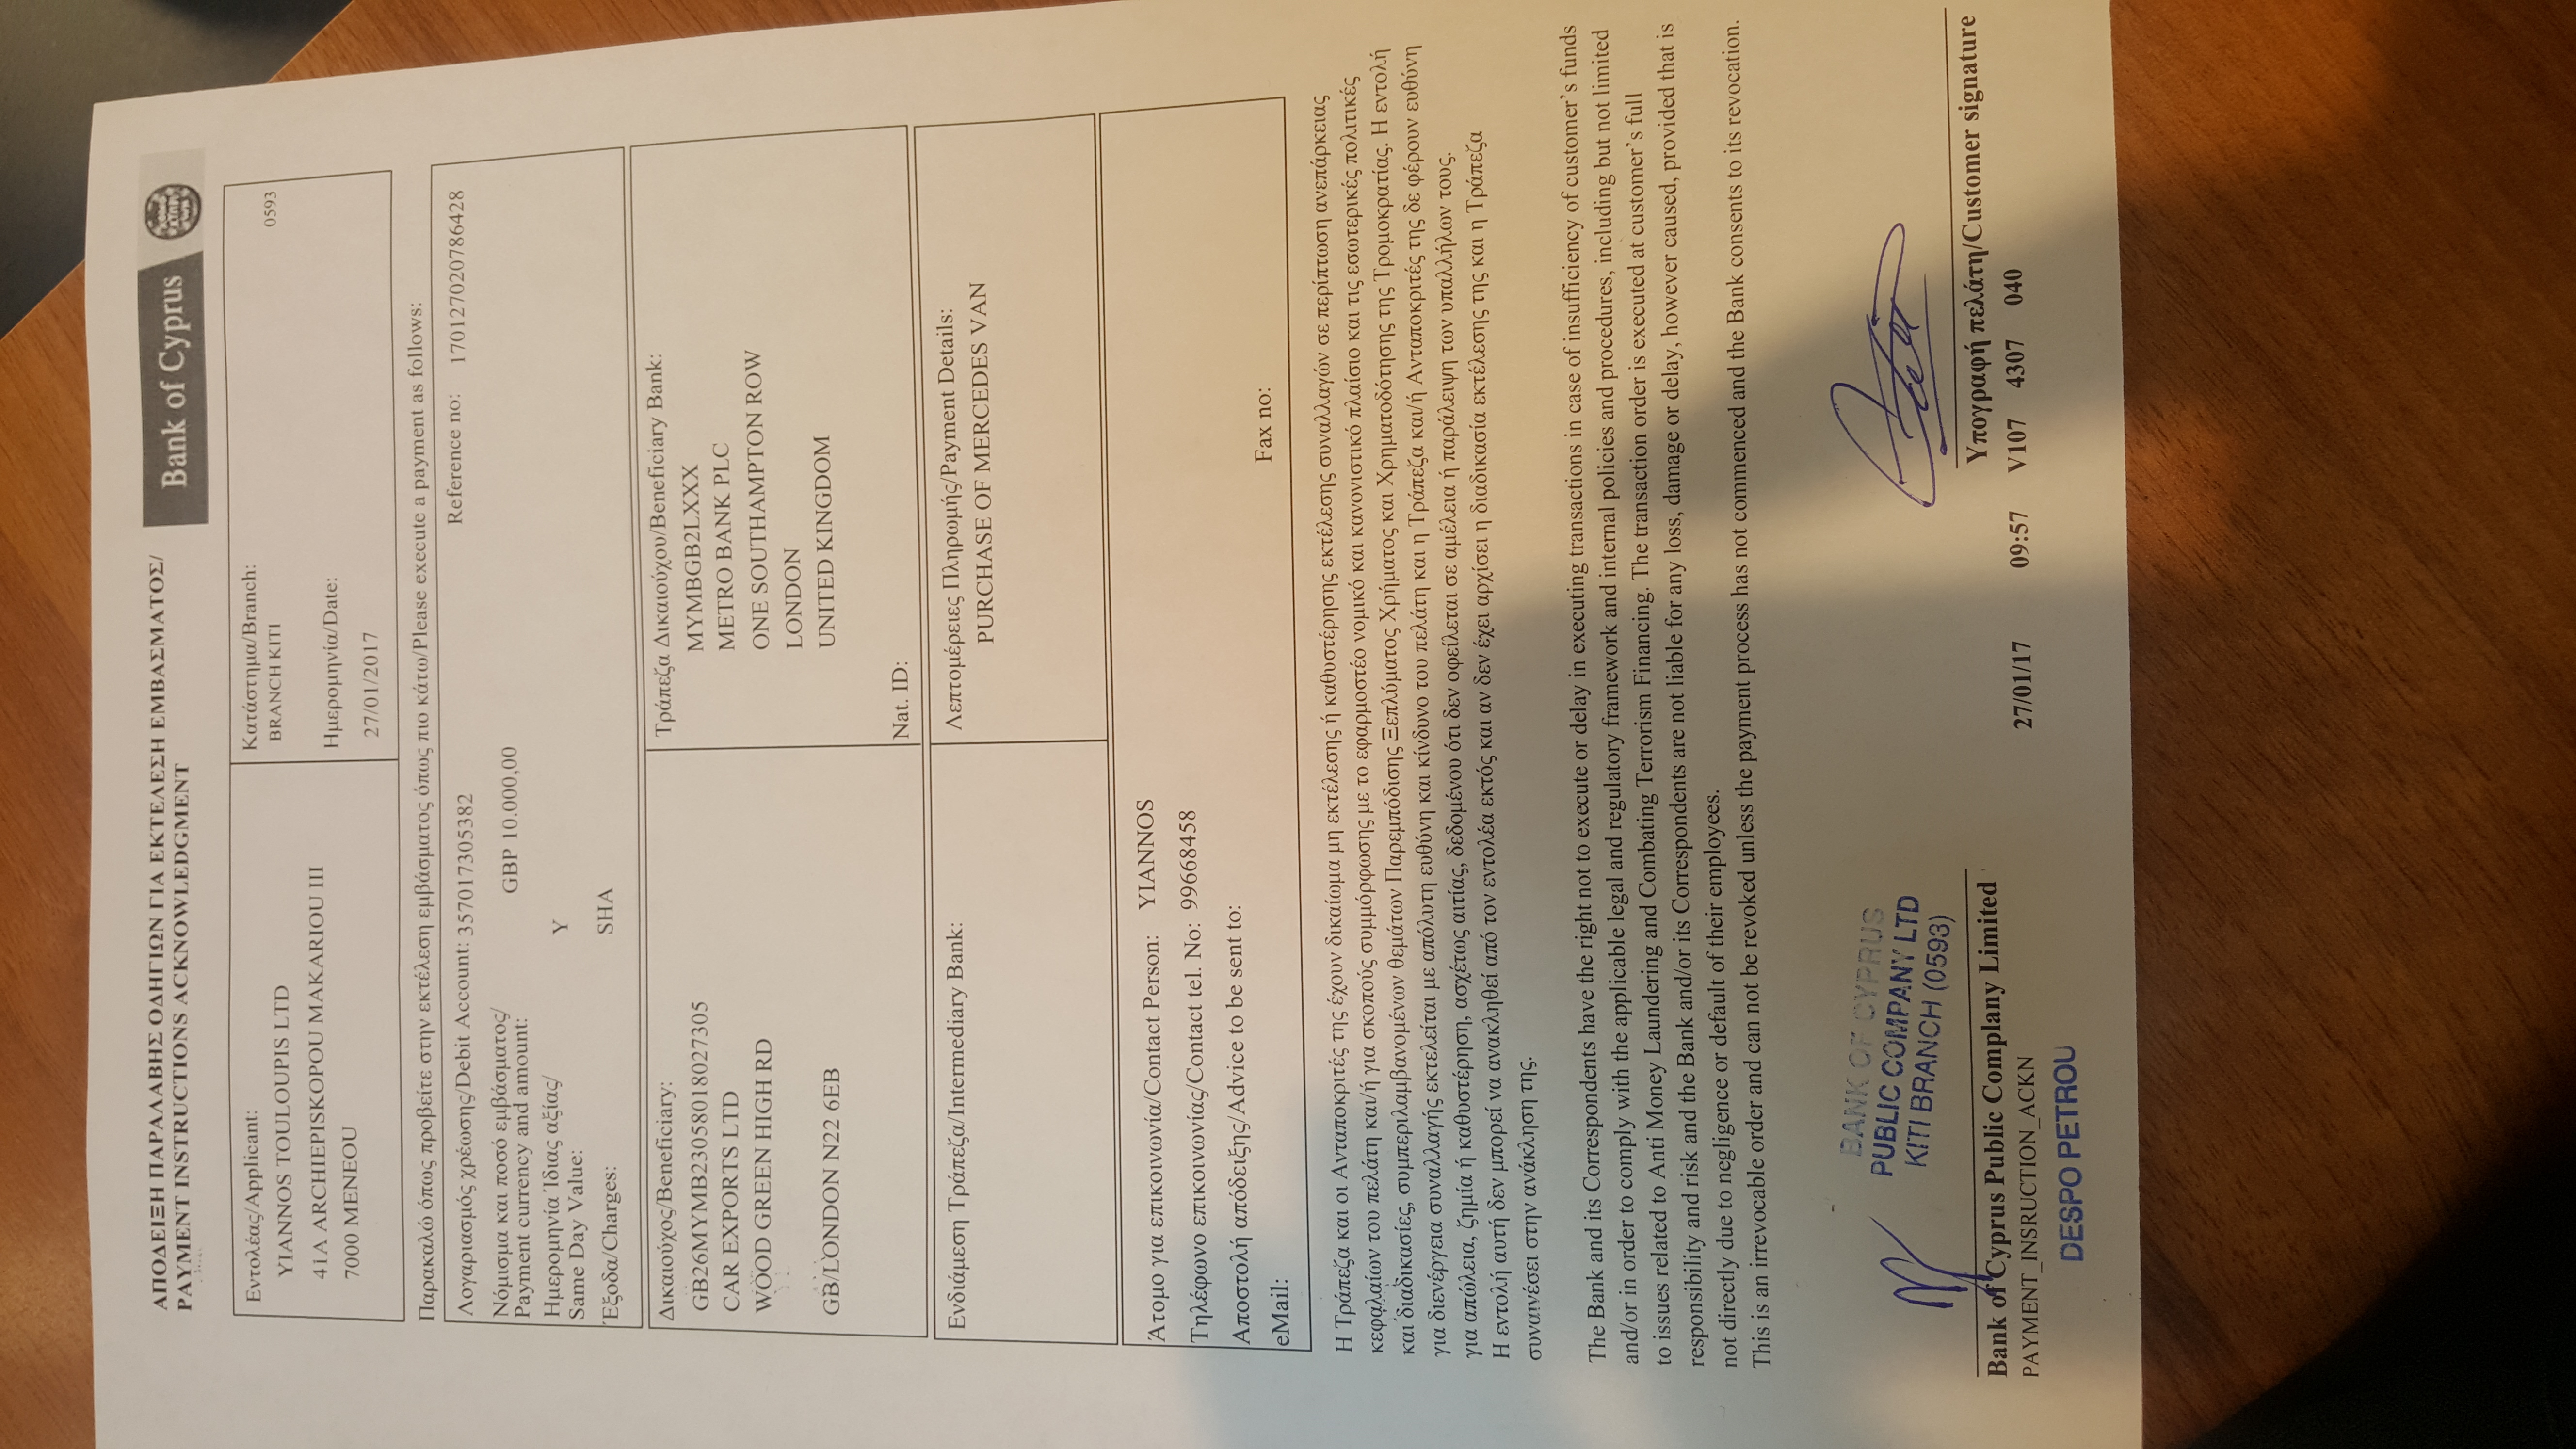 ΑΠΟΔΕΙΞΗ ΠΑΡΑΛΑΒΗΣ ΟΔΗΓΙΩΝ ΓΙΑ ΕΚΤΕΛΕΣΗ ΕΜΒΑΣΜΑΤΟΣ/
PAYMENT INSTRUCTIONS ACKNOWLEDGMENT
Bank of Cyprus
Εντολέας/Applicant:
YIANNOS TOULOUPIS LTD
41A ARCHIEPISKOPOU MAKARIOU III
7000 MENEOU
Κατάστημα/Branch:
BRANCH KITI 0593
Ημερομηνία/Date:
27/01/2017
Παρακαλώ όπως προβείτε στην εκτέλεση εμβάσματος όπως πιο κάτω/Please execute a payment as follows:
Λογαριασμός χρέωσης/Debit Account: 357017305382 Reference no: 170127020786428
Νόμισμα και ποσό εμβάσματος/
Payment currency and amount: GBP 10.000,00
Ημερομηνία Ίδιας αξίας/
Same Day Value: Y
Έξοδα/Charges: SHA
Δικαιούχος/Beneficiary:
GB26MYMB23058018027305
CAR EXPORTS LTD
WOOD GREEN HIGH RD
GB/LONDON N22 6EB
Τράπεζα Δικαιούχου/Beneficiary Bank:
MYMBGB2LXXX
METRO BANK PLC
ONE SOUTHAMPTON ROW
LONDON
UNITED KINGDOM
Nat. ID:
Ενδιάμεση Τράπεζα/Intermediary Bank:
Λεπτομέρειες Πληρωμής/Payment Details:
PURCHASE OF MERCEDES VAN
Άτομο για επικοινωνία/Contact Person: YIANNOS
Τηλέφωνο επικοινωνίας/Contact tel. No: 99668458
Αποστολή απόδειξης/Advice to be sent to:
eMail: Fax no:
Η Τράπεζα και οι Ανταποκριτές της έχουν δικαίωμα μη εκτέλεσης ή καθυστέρησης εκτέλεσης συναλλαγών σε περίπτωση ανεπάρκειας
κεφαλαίων του πελάτη και/ή για σκοπούς συμμόρφωσης με το εφαρμοστέο νομικό και κανονιστικό πλαίσιο και τις εσωτερικές πολιτικές
και διαδικασίες, συμπεριλαμβανομένων θεμάτων Παρεμπόδισης Ξεπλύματος Χρήματος και Χρηματοδότησης της Τρομοκρατίας. Η εντολή
για διενέργεια συναλλαγής εκτελείται με απόλυτη ευθύνη και κίνδυνο του πελάτη και η Τράπεζα και/ή Ανταποκριτές της δε φέρουν ευθύνη
για απώλεια, ζημία ή καθυστέρηση, ασχέτως αιτίας, δεδομένου ότι δεν οφείλεται σε αμέλεια ή παράλειψη των υπαλλήλων τους.
Η εντολή αυτή δεν μπορεί να ανακληθεί από τον εντολέα εκτός και αν δεν έχει αρχίσει η διαδικασία εκτέλεσης της και η Τράπεζα
συναινέσει στην ανάκληση της.
The Bank and its Correspondents have the right not to execute or delay in executing transactions in case of insufficiency of customer's funds
and/or in order to comply with the applicable legal and regulatory framework and internal policies and procedures, including but not limited
to issues related to Anti Money Laundering and Combating Terrorism Financing. The transaction order is executed at customer's full
responsibility and risk and the Bank and/or its Correspondents are not liable for any loss, damage or delay, however caused, provided that is
not directly due to negligence or default of their employees.
This is an irrevocable order and can not be revoked unless the payment process has not commenced and the Bank consents to its revocation.
BANK OF CYPRUS
PUBLIC COMPANY LTD
KITI BRANCH (0593)
Bank of Cyprus Public Complany Limited
Υπογραφή πελάτη/Customer signature
PAYMENT_INSRUCTION_ACKN 27/01/17 09:57 V107 4307 040
DESPO PETROU